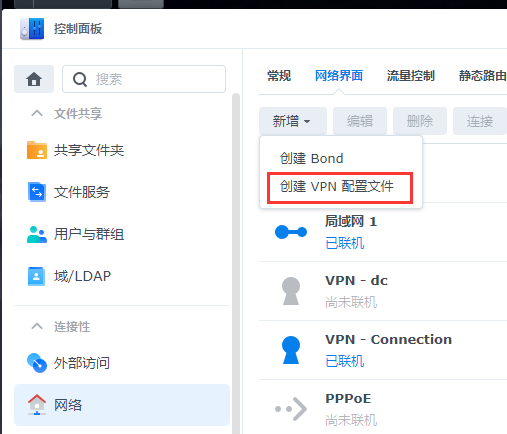 控制面板
搜索
文件共享
共享文件夹
文件服务
用户与群组
域/LDAP
连接性
外部访问
网络
常规 网络界面 流量控制 静态路由
新增 编辑 删除 连接
创建 Bond
创建 VPN 配置文件
局域网 1
已联机
VPN - dc
尚未联机
VPN - Connection
已联机
PPPoE
尚未联机